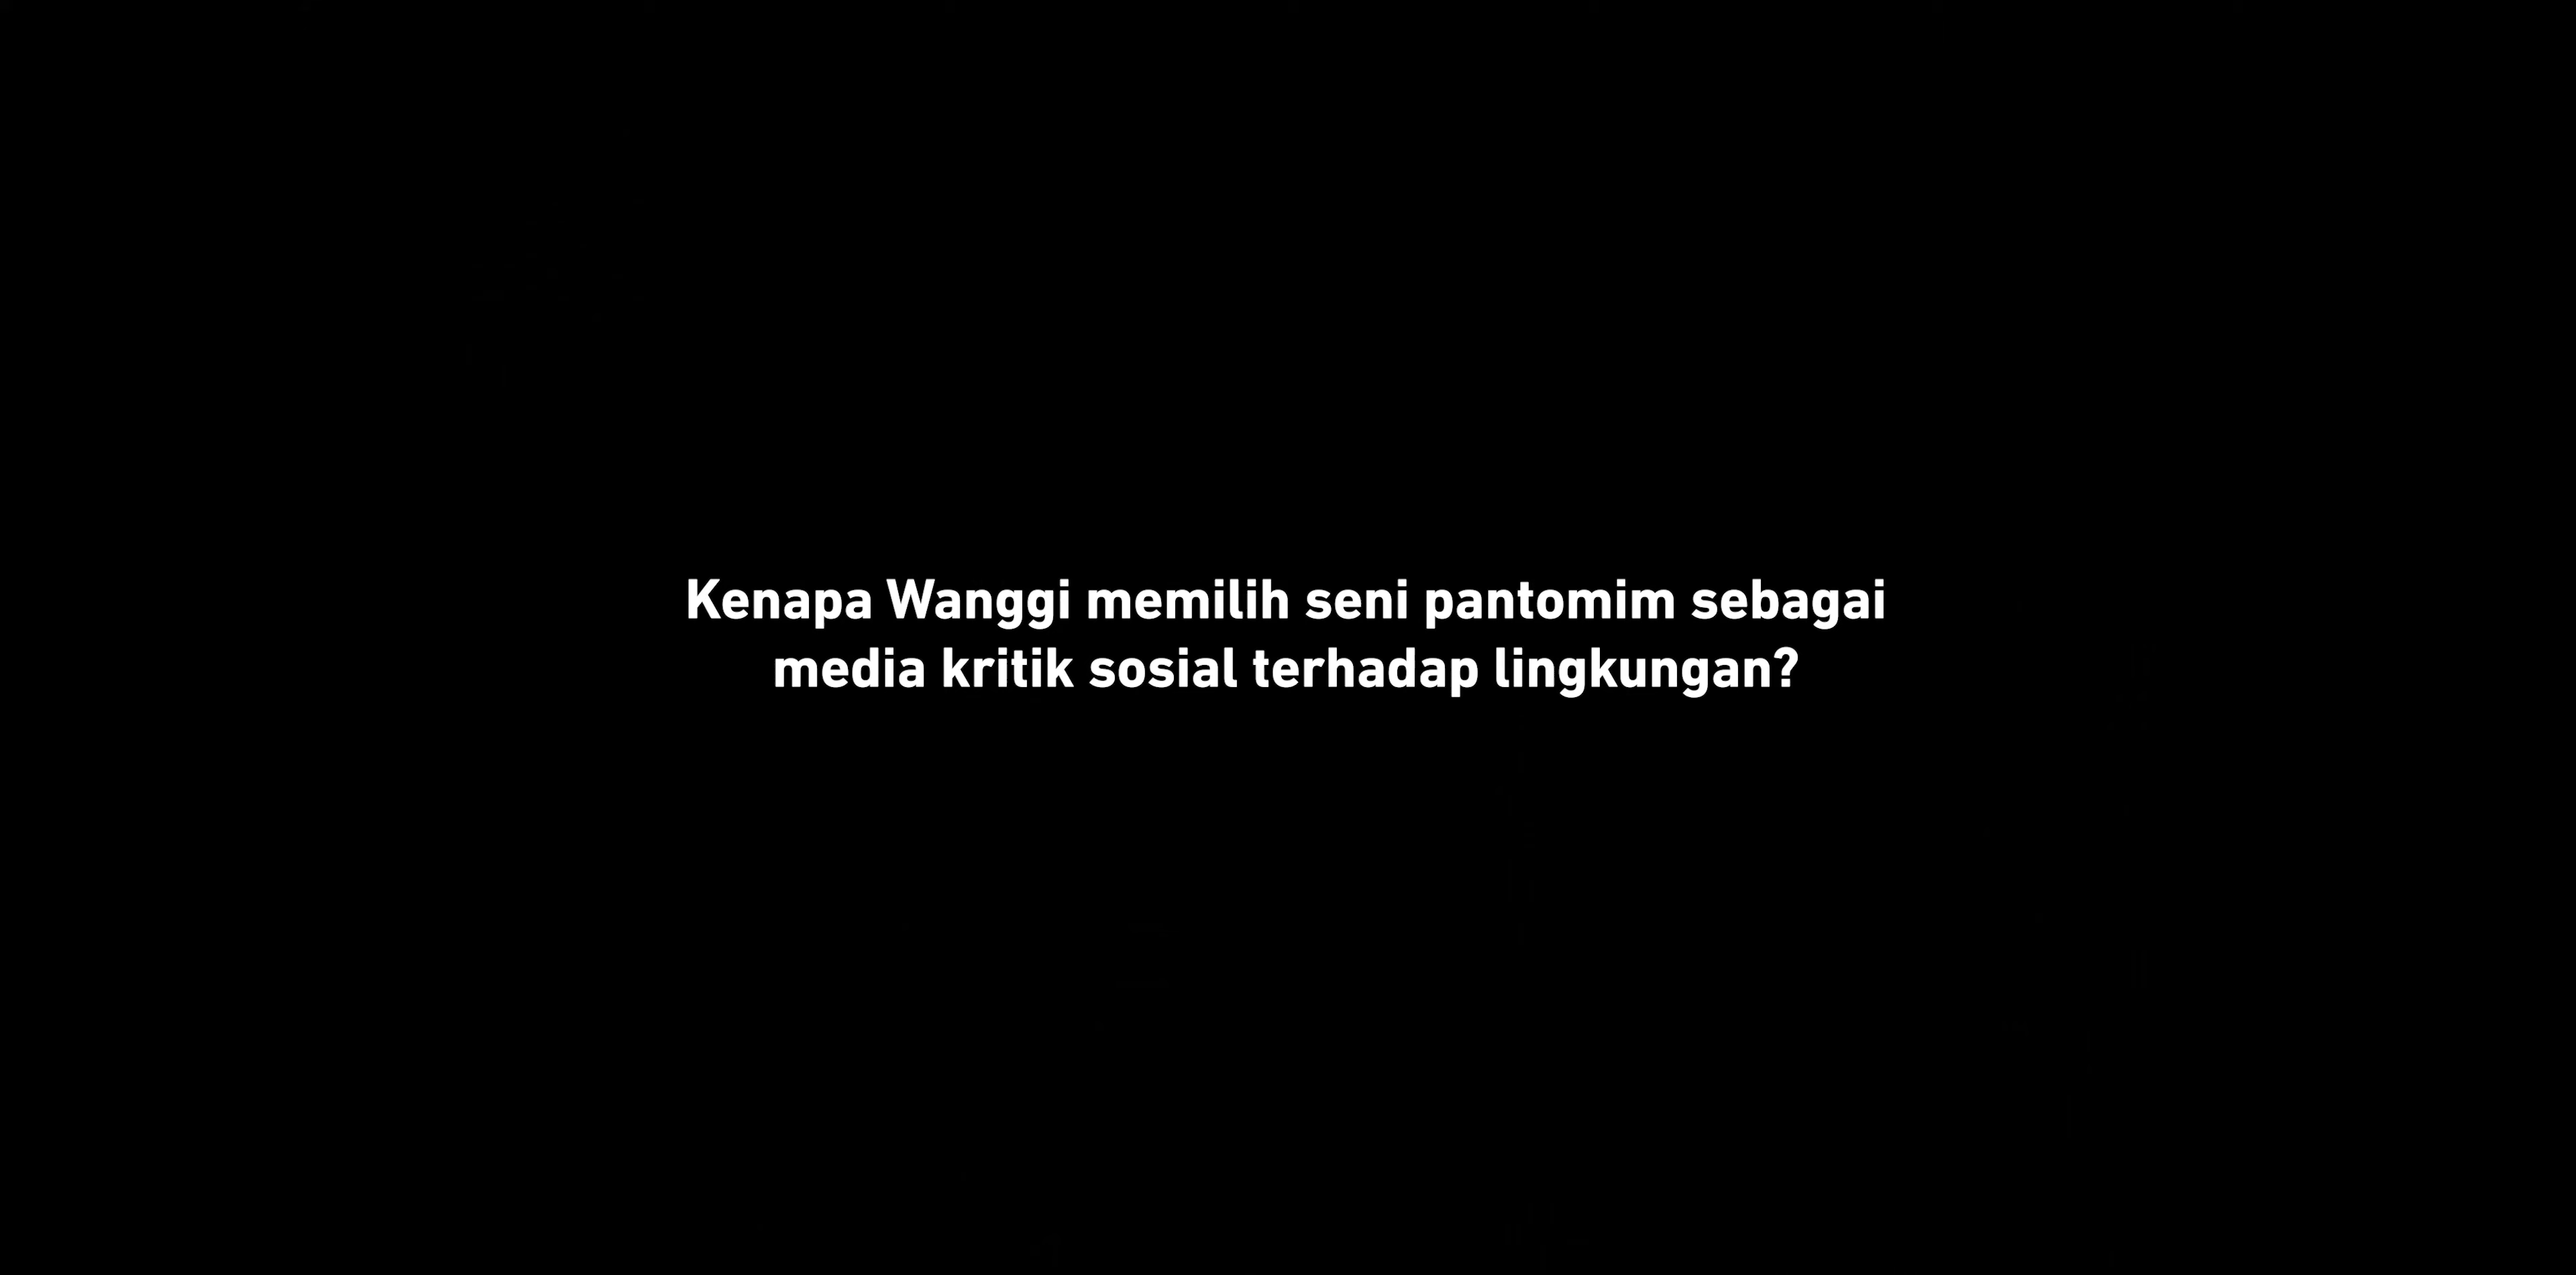 Kenapa Wanggi memilih seni pantomim sebagai
media kritik sosial terhadap lingkungan?